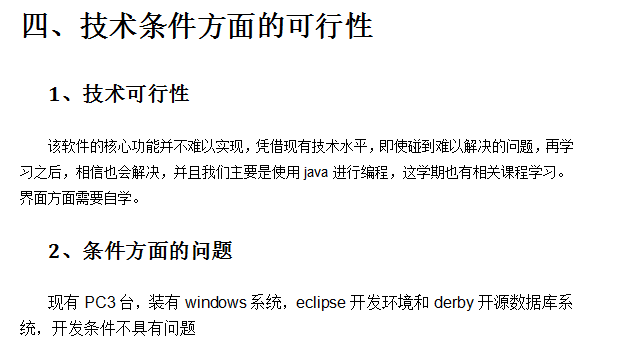 四、技术条件方面的可行性
1、技术可行性
该软件的核心功能并不难以实现，凭借现有技术水平，即使碰到难以解决的问题，再学
习之后，相信也会解决，并且我们主要是使用 java 进行编程，这学期也有相关课程学习。
界面方面需要自学。
2、条件方面的问题
现有 PC3 台，装有 windows 系统，eclipse 开发环境和 derby 开源数据库系
统，开发条件不具有问题